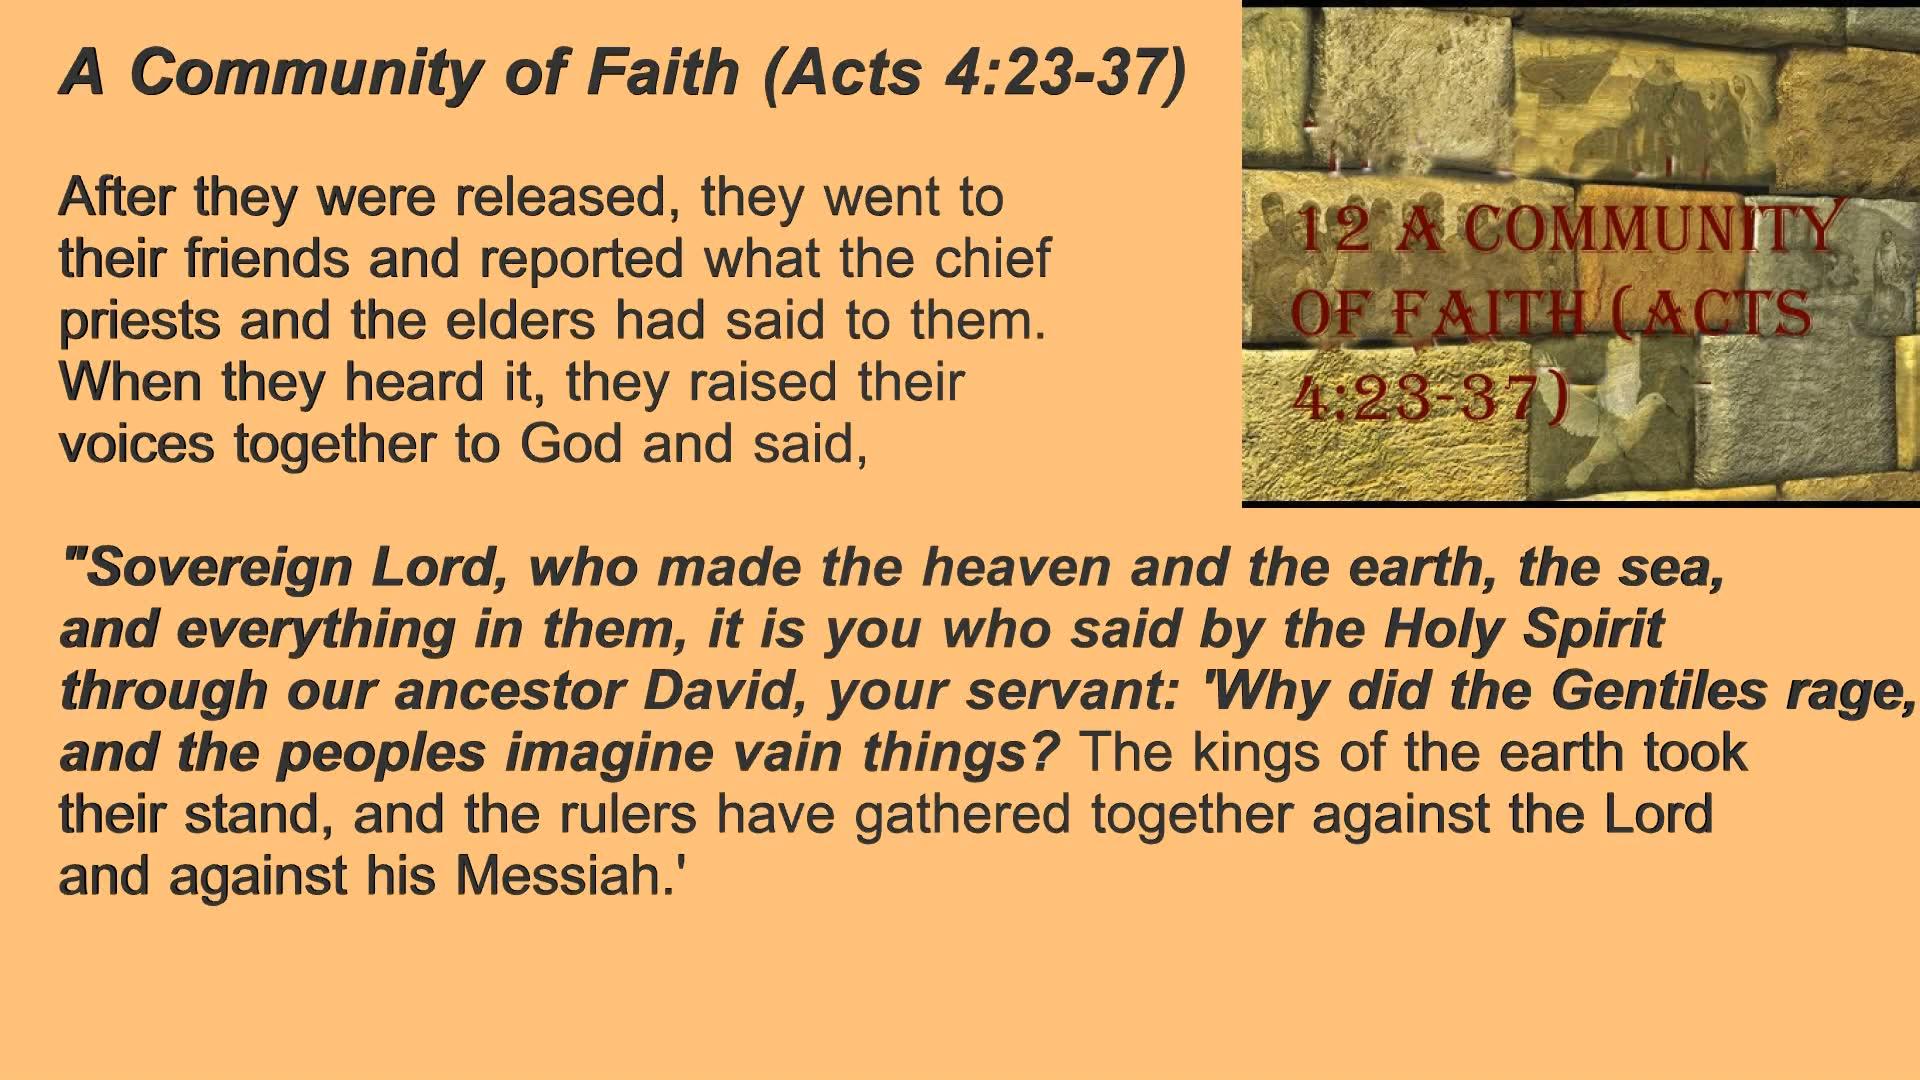 A Community of Faith (Acts 4:23-37)
After they were released, they went to
their friends and reported what the chief
priests and the elders had said to them.
When they heard it, they raised their
voices together to God and said,
"Sovereign Lord, who made the heaven and the earth, the sea,
and everything in them, it is you who said by the Holy Spirit
through our ancestor David, your servant: 'Why did the Gentiles rage,
and the peoples imagine vain things? The kings of the earth took
their stand, and the rulers have gathered together against the Lord
and against his Messiah.'
12 A COMMUNITY
OF FAITH (ACTS
4:23-37)